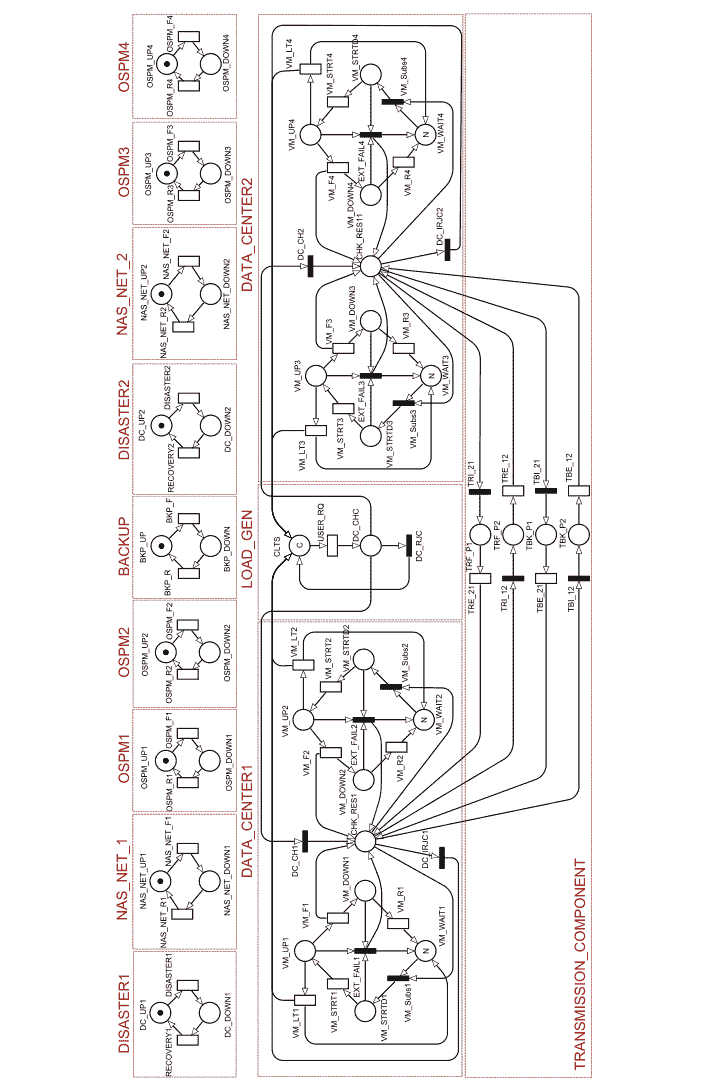 DISASTER1
DC_UP1
RECOVERY1
DISASTER1
DC_DOWN1
NAS_NET_1
NAS_NET_UP1
NAS_NET_R1
NAS_NET_F1
NAS_NET_DOWN1
OSPM1
OSPM_UP1
OSPM_R1
OSPM_F1
OSPM_DOWN1
OSPM2
OSPM_UP2
OSPM_R2
OSPM_F2
OSPM_DOWN2
BACKUP
BKP_UP
BKP_R
BKP_F
BKP_DOWN
DISASTER2
DC_UP2
RECOVERY2
DISASTER2
DC_DOWN2
NAS_NET_2
NAS_NET_UP2
NAS_NET_R2
NAS_NET_F2
NAS_NET_DOWN2
OSPM3
OSPM_UP3
OSPM_R3
OSPM_F3
OSPM_DOWN3
OSPM4
OSPM_UP4
OSPM_R4
OSPM_F4
OSPM_DOWN4
DATA_CENTER1
VM_LT1
VM_UP1
VM_F1
VM_STRT1
EXT_FAIL1
VM_DOWN1
VM_STRTD1
VM_Subs1
VM_R1
N
VM_WAIT1
DC_CH1
CHK_RES1
DC_IRJC1
VM_UP2
VM_LT2
VM_F2
VM_STRT2
VM_DOWN2
EXT_FAIL2
VM_STRTD2
VM_R2
VM_Subs2
N
VM_WAIT2
LOAD_GEN
CLTS
C
USER_RQ
DC_CHC
DC_RJC
DATA_CENTER2
VM_LT3
VM_UP3
VM_F3
VM_STRT3
EXT_FAIL3
VM_DOWN3
VM_STRTD3
VM_Subs3
VM_R3
N
VM_WAIT3
DC_CH2
CHK_RES11
DC_IRJC2
VM_UP4
VM_LT4
VM_F4
VM_STRT4
VM_DOWN4
EXT_FAIL4
VM_STRTD4
VM_R4
VM_Subs4
N
VM_WAIT4
TRANSMISSION_COMPONENT
TRE_21
TRF_P1
TRI_21
TRI_12
TRF_P2
TRE_12
TBE_21
TBK_P1
TBI_21
TBI_12
TBK_P2
TBE_12